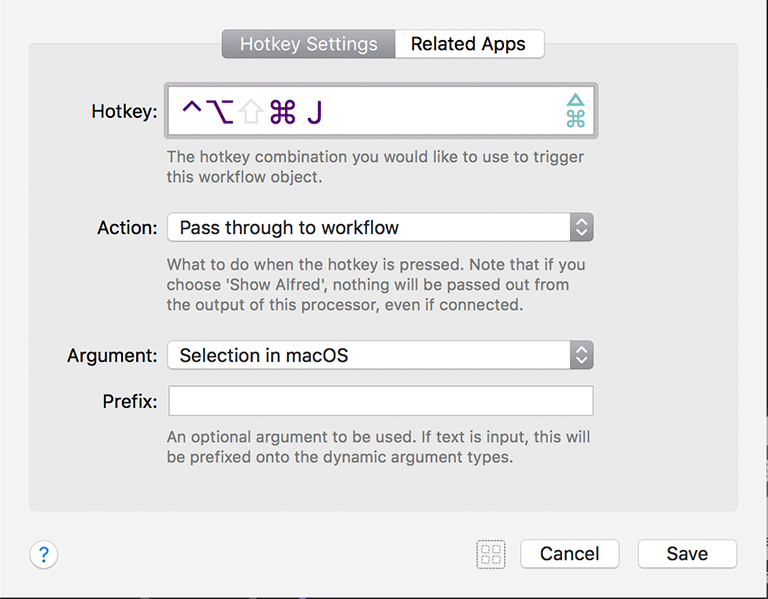 Hotkey Settings Related Apps
Hotkey: ^⌥⇧⌘ J
The hotkey combination you would like to use to trigger
this workflow object.
Action: Pass through to workflow
What to do when the hotkey is pressed. Note that if you
choose 'Show Alfred', nothing will be passed out from
the output of this processor, even if connected.
Argument: Selection in macOS
Prefix:
An optional argument to be used. If text is input, this will
be prefixed onto the dynamic argument types.
? Cancel Save